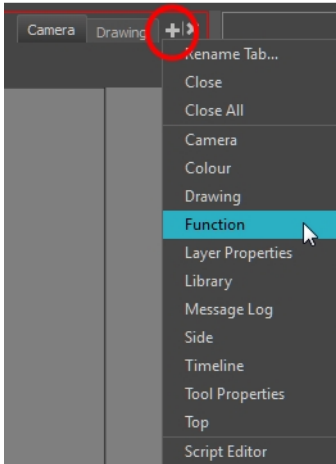 Camera Drawing
Rename Tab...
Close
Close All
Camera
Colour
Drawing
Function
Layer Properties
Library
Message Log
Side
Timeline
Tool Properties
Top
Script Editor